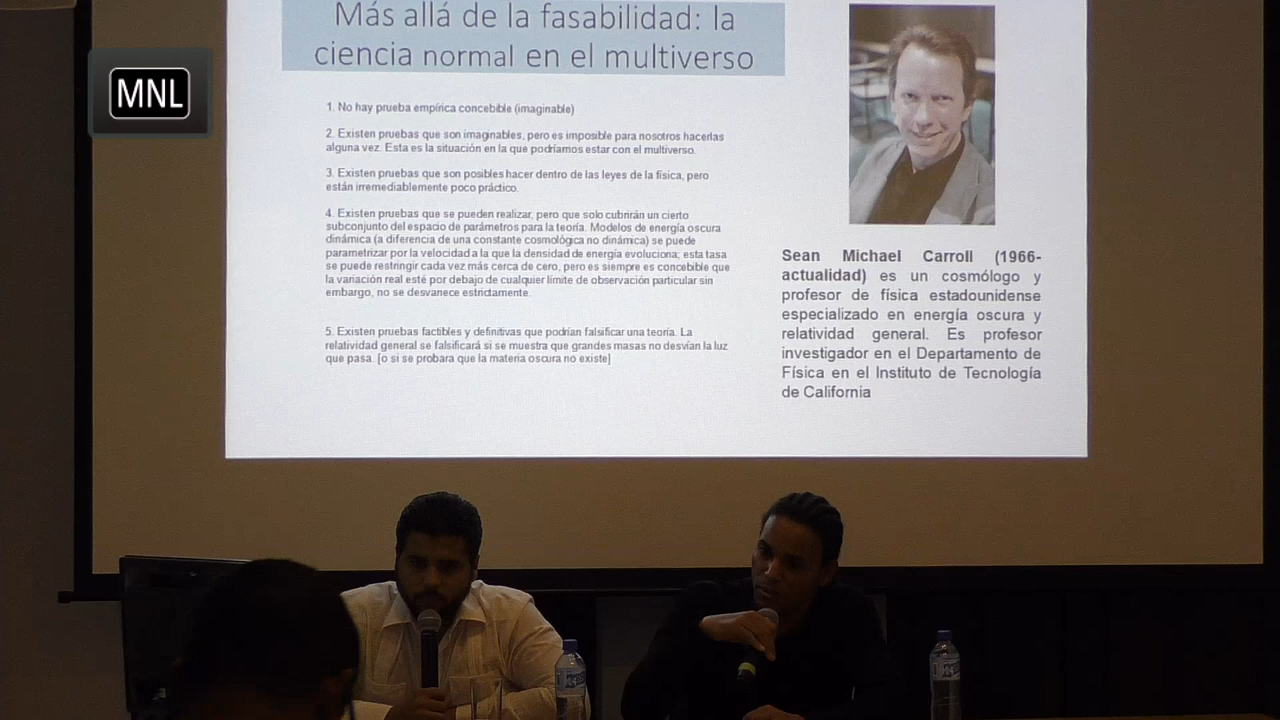 Más allá de la fasabilidad: la
ciencia normal en el multiverso
MNL
1. No hay prueba empírica concebible (imaginable)
2. Existen pruebas que son imaginables, pero es imposible para nosotros hacerlas
alguna vez. Esta es la situación en la que podríamos estar con el multiverso.
3. Existen pruebas que son posibles hacer dentro de las leyes de la física, pero
están irremediablemente poco práctico.
4. Existen pruebas que se pueden realizar, pero que solo cubrirán un cierto
subconjunto del espacio de parámetros para la teoría. Modelos de energía oscura
dinámica (a diferencia de una constante cosmológica no dinámica) se puede
parametrizar por la velocidad a la que la densidad de energía evoluciona; esta tasa
se puede restringir cada vez más cerca de cero, pero es siempre es concebible que
la variación real esté por debajo de cualquier límite de observación particular sin
embargo, no se desvanece estrictamente.
5. Existen pruebas factibles y definitivas que podrían falsificar una teoría. La
relatividad general se falsificará si se muestra que grandes masas no desvían la luz
que pasa. [o si se probara que la materia oscura no existe]
Sean Michael Carroll (1966-
actualidad) es un cosmólogo y
profesor de física estadounidense
especializado en energía oscura y
relatividad general. Es profesor
investigador en el Departamento de
Física en el Instituto de Tecnología
de California